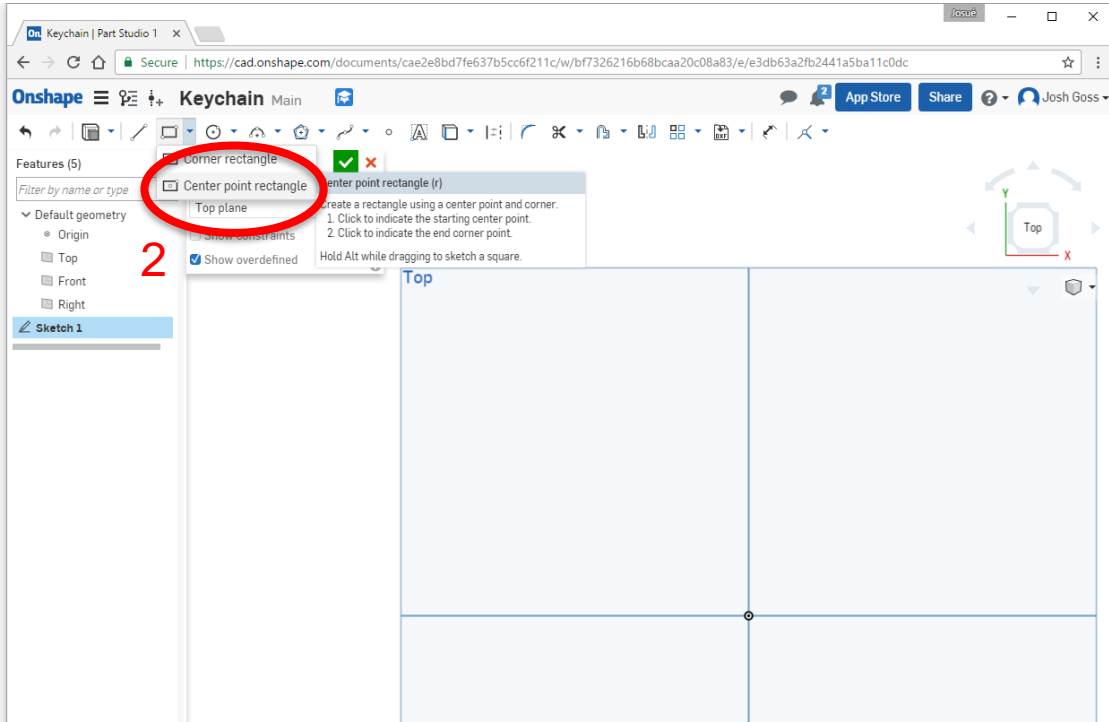 Josué
On Keychain | Part Studio 1
Secure | https://cad.onshape.com/documents/cae2e8bd7fe637b5cc6f211c/w/bf7326216b68bcaa20c08a83/e/e3db63a2fb2441a5ba11c0dc
Onshape Keychain Main 2 App Store Share ? Josh Goss
A DXF
Features (5)
Filter by name or type
Default geometry
Origin
Top
Front
Right
Sketch 1
Corner rectangle
Center point rectangle
Top plane
Show constraints
Show overdefined
2
Center point rectangle (r)
Create a rectangle using a center point and corner.
1. Click to indicate the starting center point.
2. Click to indicate the end corner point.
Hold Alt while dragging to sketch a square.
Top
Y
Top
X